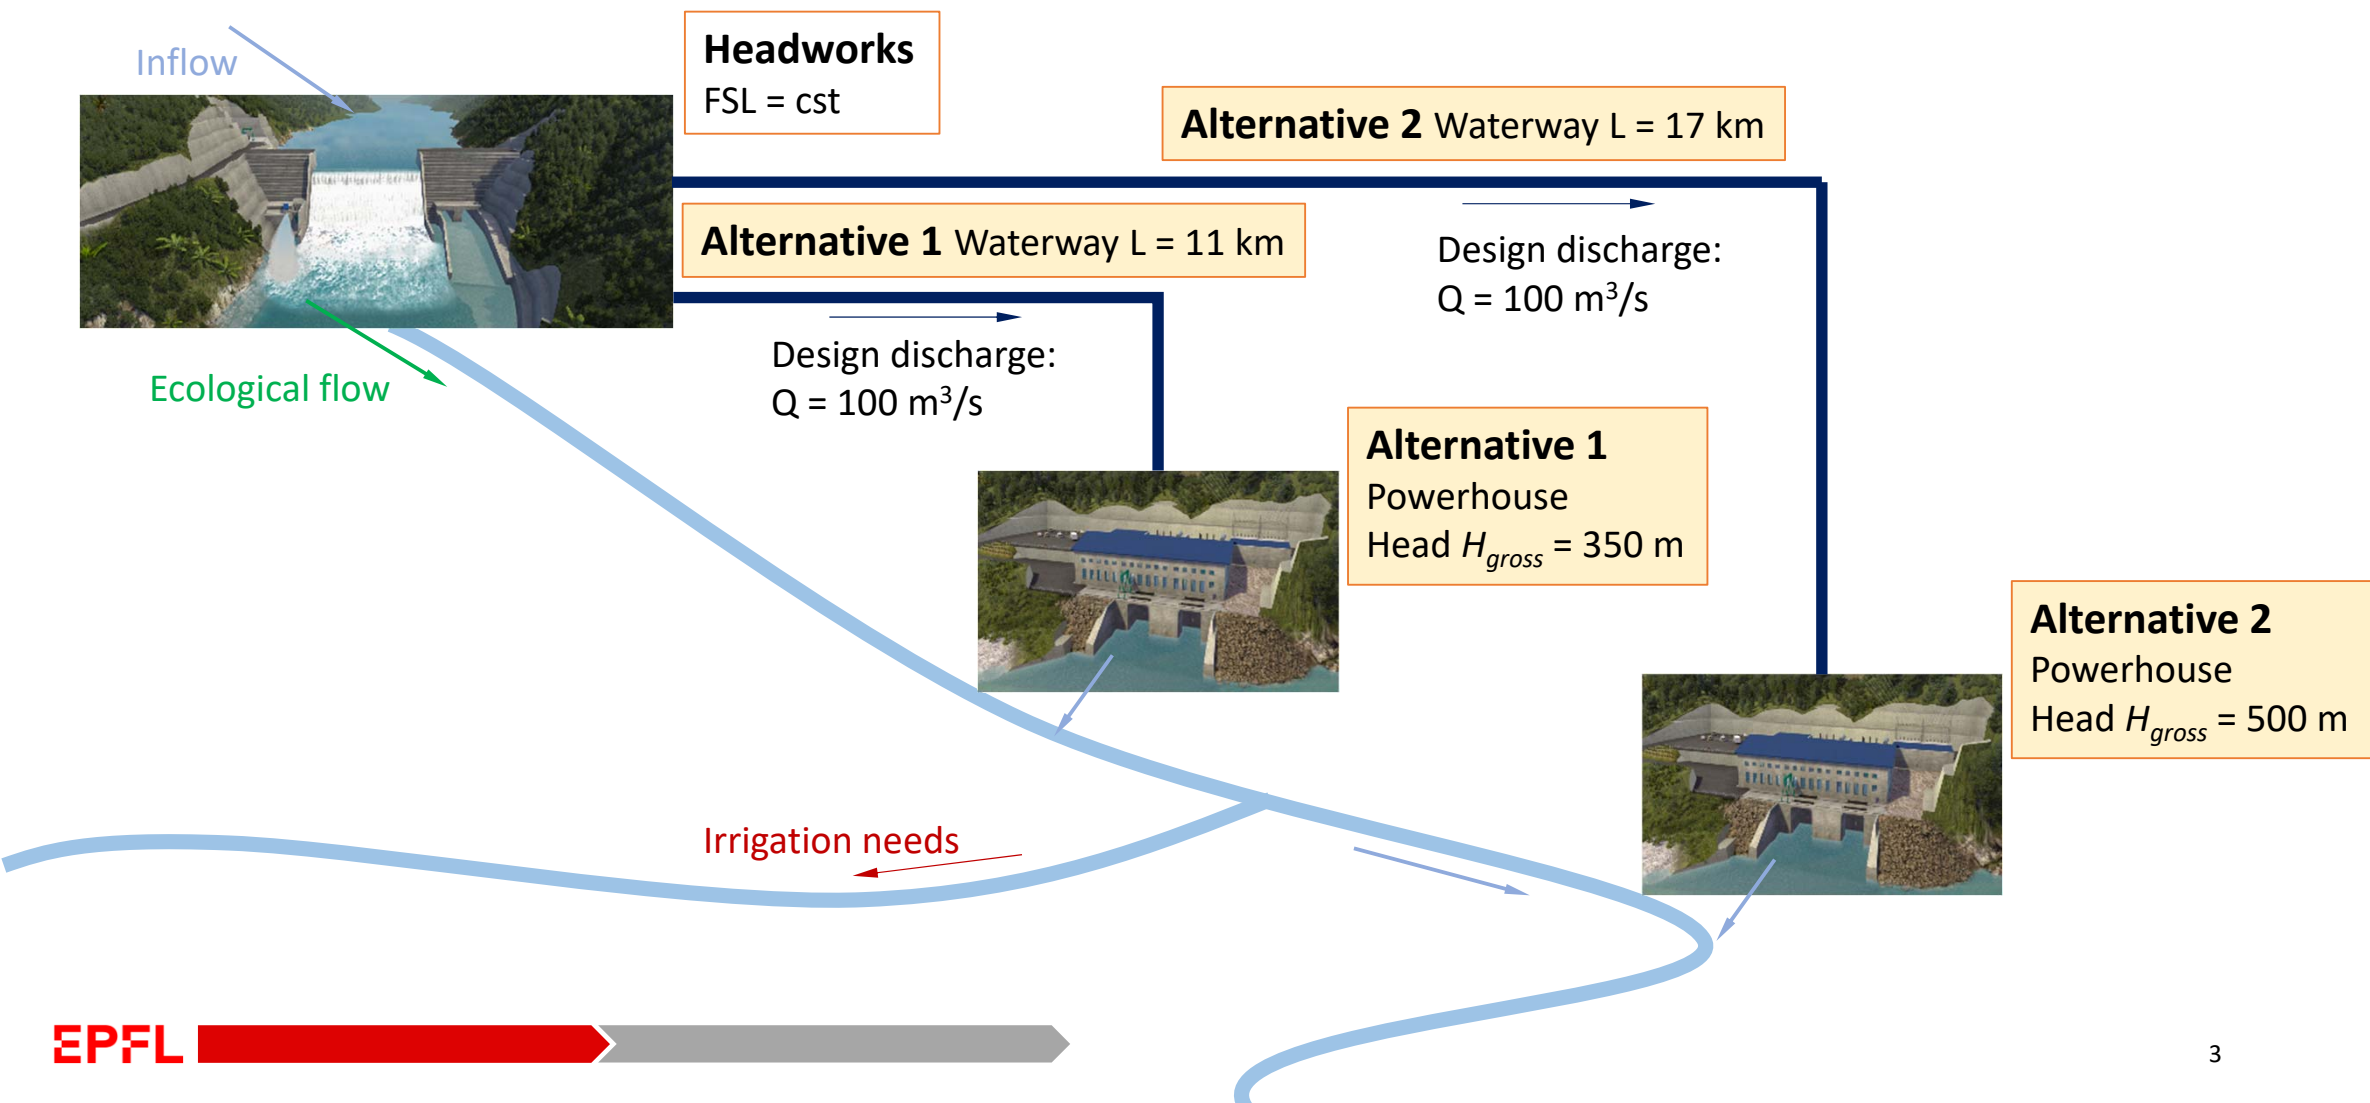 Inflow
Headworks
FSL = cst
Alternative 2 Waterway L = 17 km
Alternative 1 Waterway L = 11 km
Design discharge:
Q = 100 m³/s
Design discharge:
Q = 100 m³/s
Ecological flow
Alternative 1
Powerhouse
Head Hgross = 350 m
Alternative 2
Powerhouse
Head Hgross = 500 m
Irrigation needs
EPFL
3